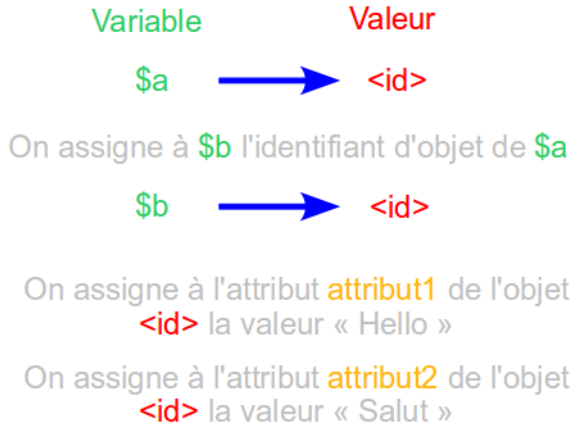 Variable Valeur
$a <id>
On assigne à $b l'identifiant d'objet de $a
$b <id>
On assigne à l'attribut attribut1 de l'objet
<id> la valeur « Hello »
On assigne à l'attribut attribut2 de l'objet
<id> la valeur « Salut »